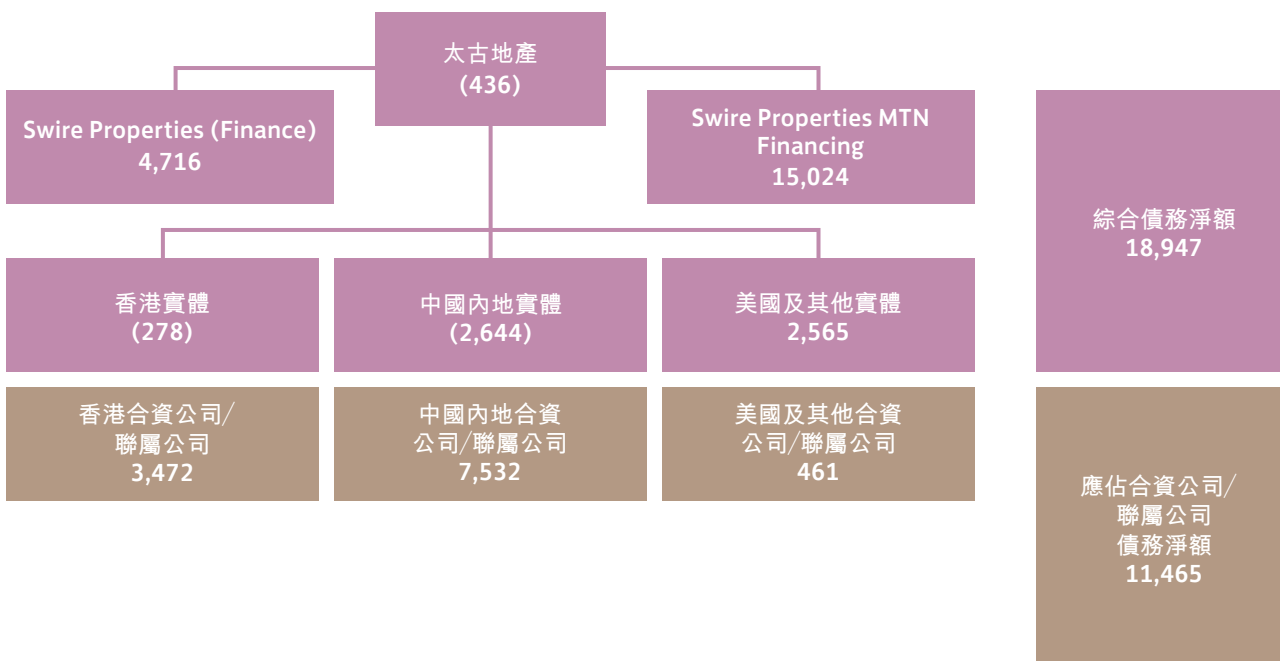 太古地產
(436)
Swire Properties (Finance)
4,716
Swire Properties MTN
Financing
15,024
香港實體
(278)
中國內地實體
(2,644)
美國及其他實體
2,565
香港合資公司/
聯屬公司
3,472
中國內地合資
公司/聯屬公司
7,532
美國及其他合資
公司/聯屬公司
461
綜合債務淨額
18,947
應佔合資公司/
聯屬公司
債務淨額
11,465